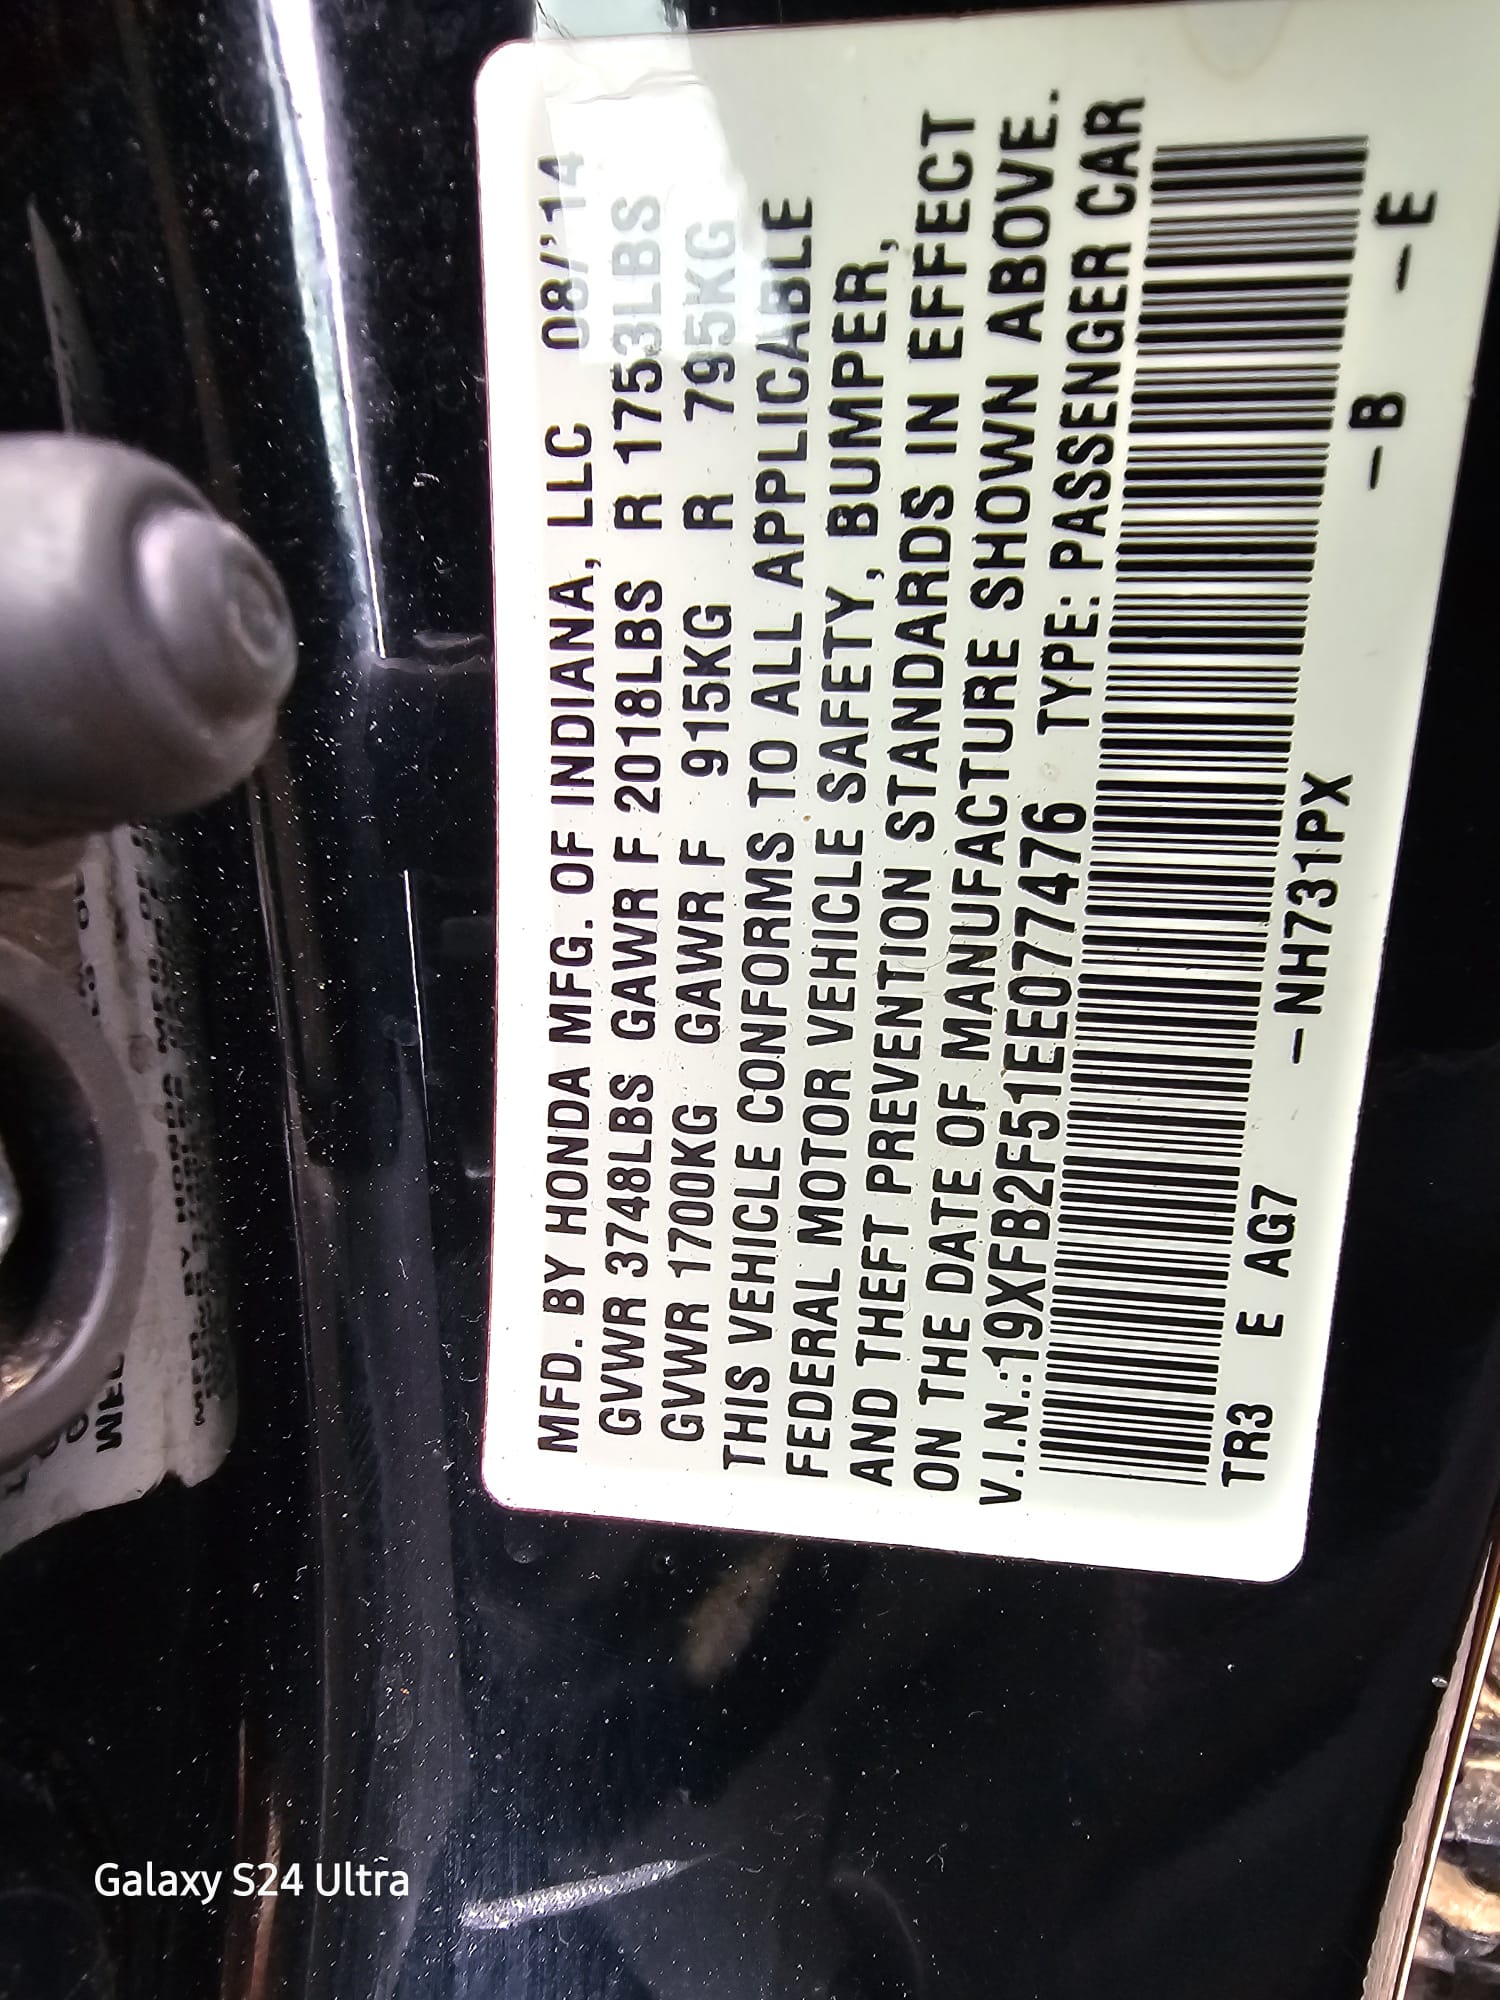 MFD. BY HONDA MFG. OF INDIANA, LLC 08/'14
GVWR 3748LBS GAWR F 2018LBS R 1753LBS
GVWR 1700KG GAWR F 915KG R 795KG
THIS VEHICLE CONFORMS TO ALL APPLICABLE
FEDERAL MOTOR VEHICLE SAFETY, BUMPER,
AND THEFT PREVENTION STANDARDS IN EFFECT
ON THE DATE OF MANUFACTURE SHOWN ABOVE.
V.I.N.:19XFB2F51EE077476 TYPE: PASSENGER CAR
TR3 E AG7 –NH731PX –B –E
Galaxy S24 Ultra